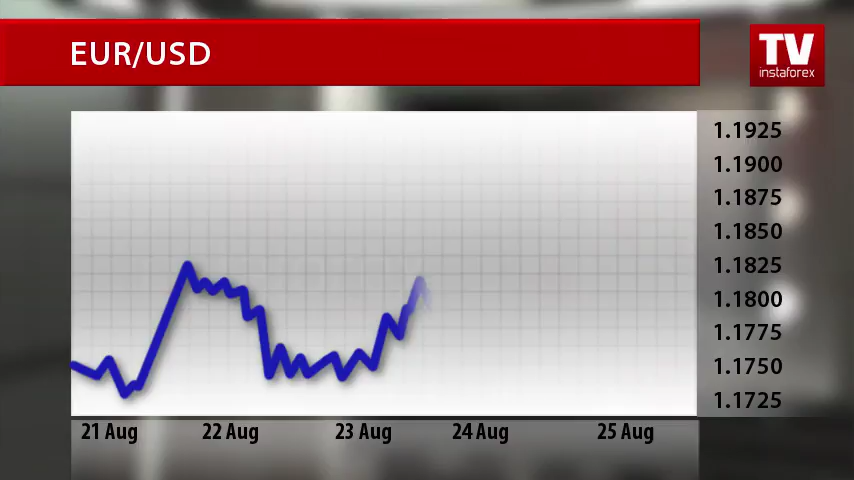 EUR/USD
TV
instaforex
1.1925
1.1900
1.1875
1.1850
1.1825
1.1800
1.1775
1.1750
1.1725
21 Aug
22 Aug
23 Aug
24 Aug
25 Aug